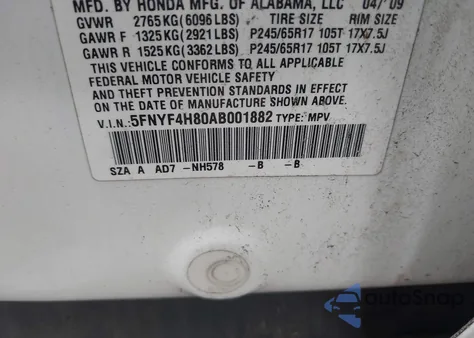 MFD. BY HONDA MFG. OF ALABAMA, LLC 04/'09
GVWR 2765 KG (6096 LBS) TIRE SIZE RIM SIZE
GAWR F 1325 KG (2921 LBS) P245/65R17 105T 17X7.5J
GAWR R 1525 KG (3362 LBS) P245/65R17 105T 17X7.5J
THIS VEHICLE CONFORMS TO ALL APPLICABLE
FEDERAL MOTOR VEHICLE SAFETY
AND THEFT PREVENTION STANDARDS IN EFFECT ON
THE DATE OF MANUFACTURE SHOWN ABOVE.
V.I.N.: 5FNYF4H80AB001882 TYPE: MPV
SZA A AD7 -NH578 -B -B
AutoSnap